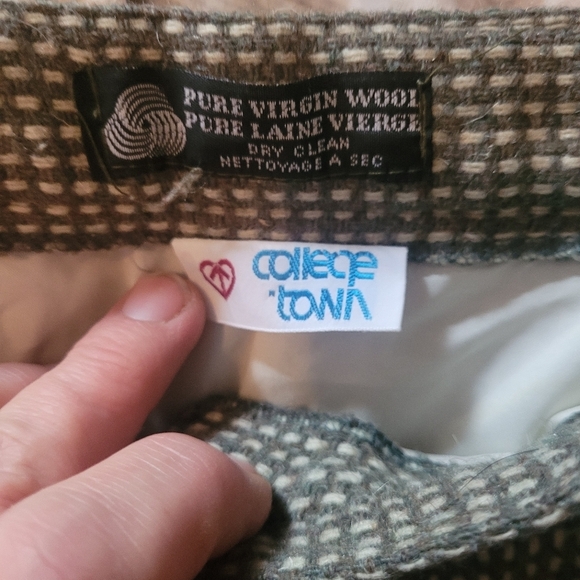 PURE VIRGIN WOOL
PURE LAINE VIERGE
DRY CLEAN
NETTOYAGE A SEC
college
town